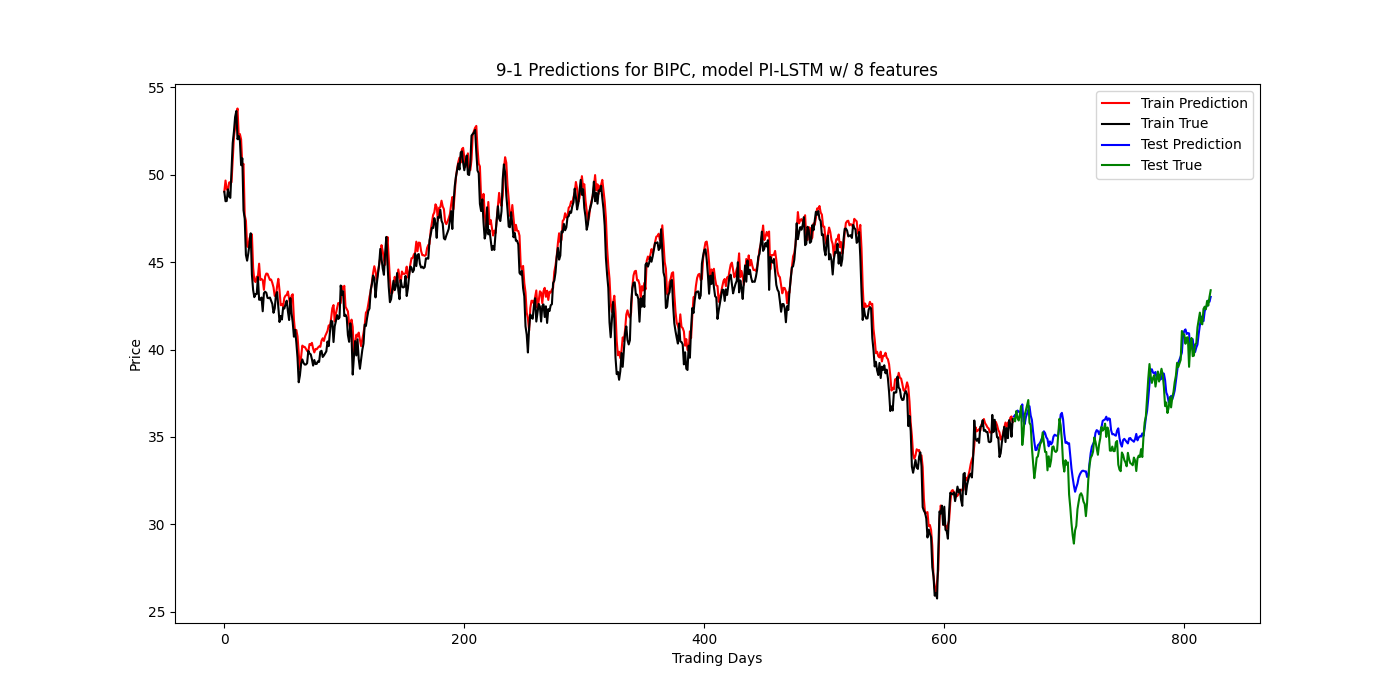 9-1 Predictions for BIPC, model PI-LSTM w/ 8 features
Train Prediction
Train True
Test Prediction
Test True
55
50
45
40
35
30
25
Price
0
200
400
600
800
Trading Days